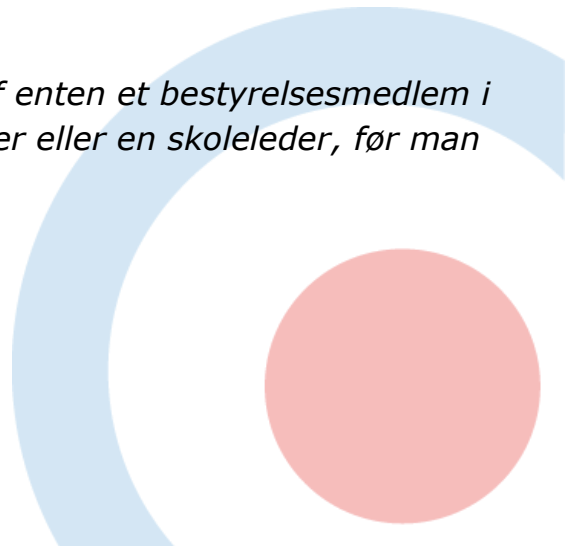 f enten et bestyrelsesmedlem i
er eller en skoleleder, før man